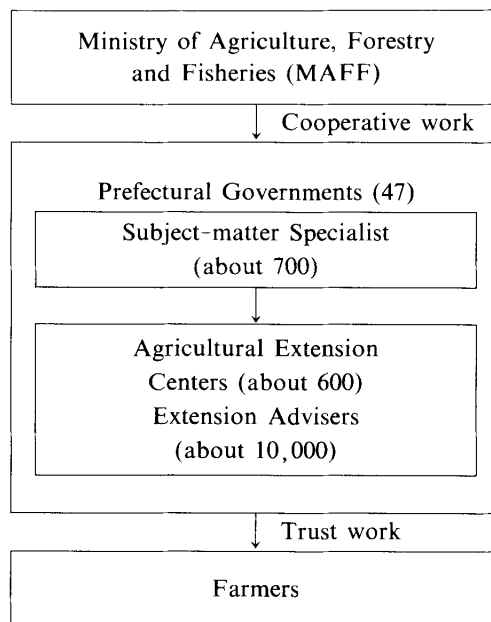 Ministry of Agriculture, Forestry
and Fisheries (MAFF)
Cooperative work
Prefectural Governments (47)
Subject-matter Specialist
(about 700)
Agricultural Extension
Centers (about 600)
Extension Advisers
(about 10,000)
Trust work
Farmers